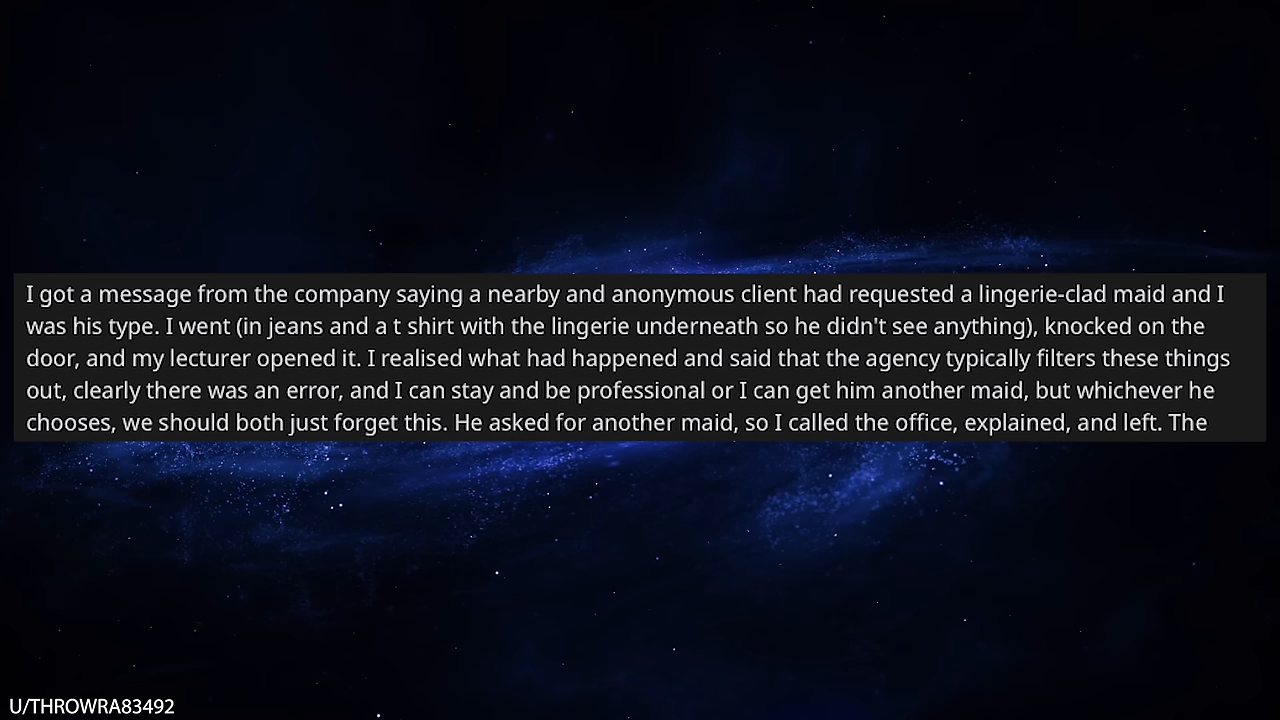 I got a message from the company saying a nearby and anonymous client had requested a lingerie-clad maid and I
was his type. I went (in jeans and a t shirt with the lingerie underneath so he didn't see anything), knocked on the
door, and my lecturer opened it. I realised what had happened and said that the agency typically filters these things
out, clearly there was an error, and I can stay and be professional or I can get him another maid, but whichever he
chooses, we should both just forget this. He asked for another maid, so I called the office, explained, and left. The
U/THROWRA83492